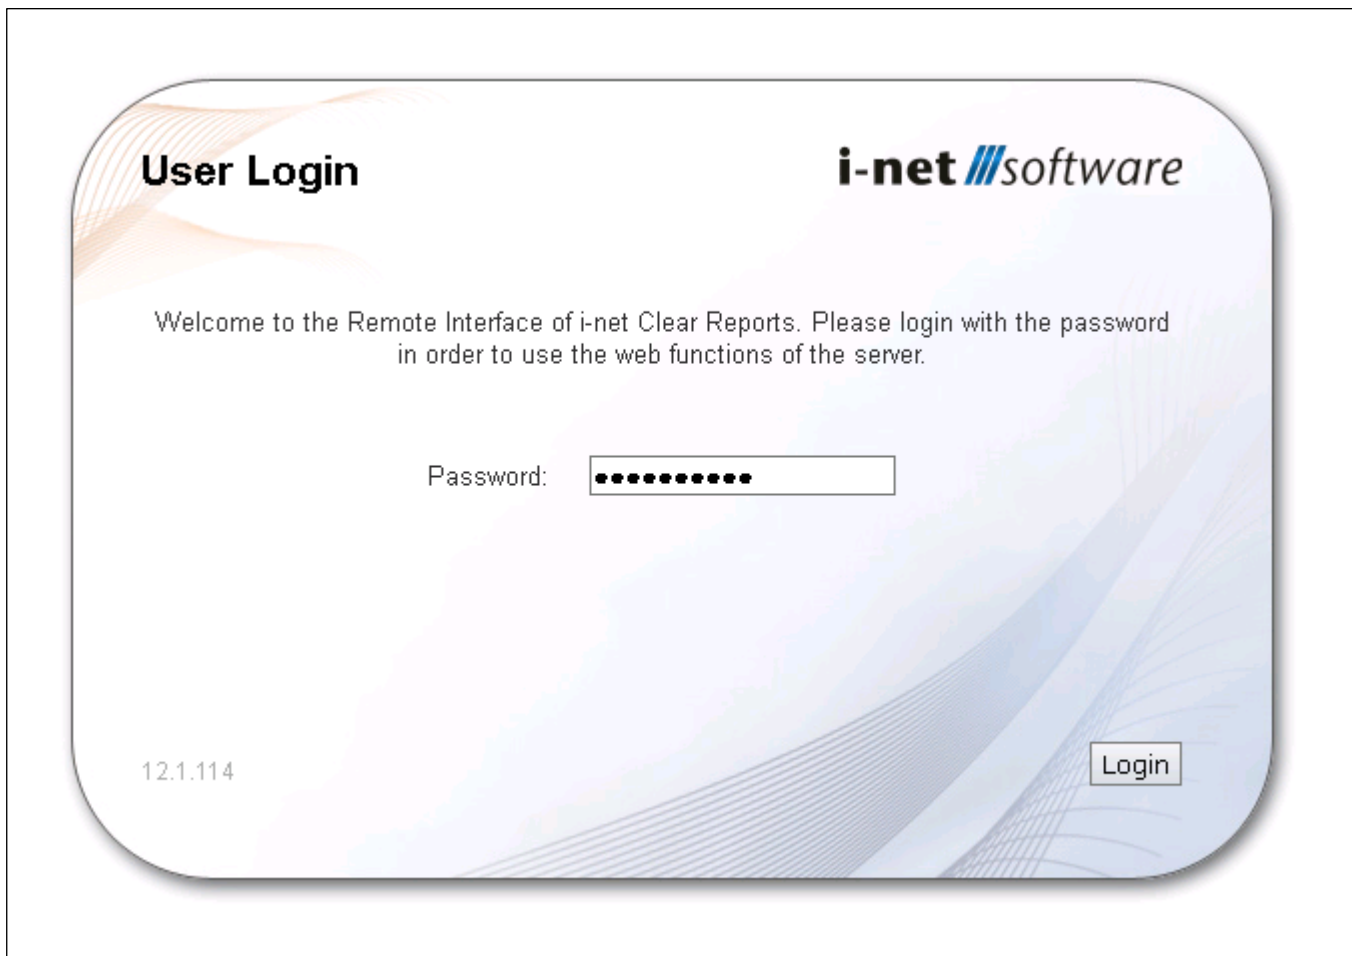 User Login
i-net software
Welcome to the Remote Interface of i-net Clear Reports. Please login with the password
in order to use the web functions of the server.
Password: ●●●●●●●●●●
12.1.114
Login